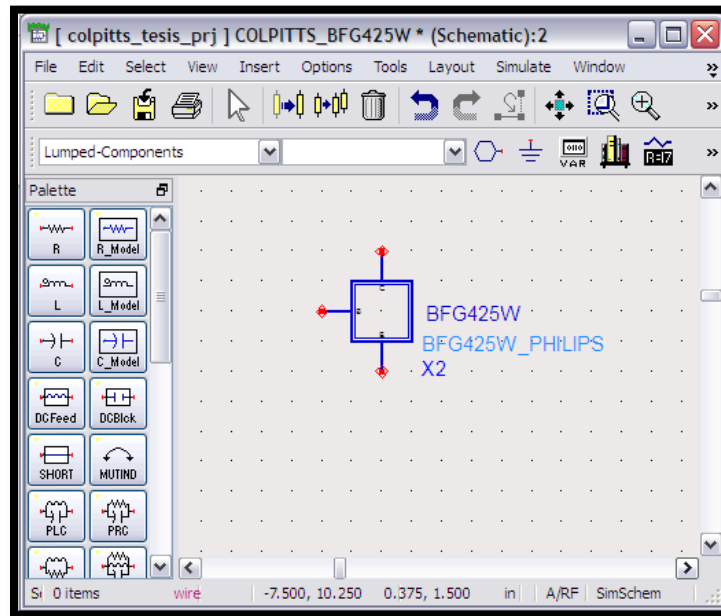 [ colpitts_tesis_prj ] COLPITTS_BFG425W * (Schematic):2
File Edit Select View Insert Options Tools Layout Simulate Window
Lumped-Components
VAR
Palette
R R_Model
L L_Model
C C_Model
DCFeed DCBlck
SHORT MUTIND
PLC PRC
C
B
E
BFG425W
BFG425W_PHILIPS
X2
0 items wire -7.500, 10.250 0.375, 1.500 in A/RF SimSchem